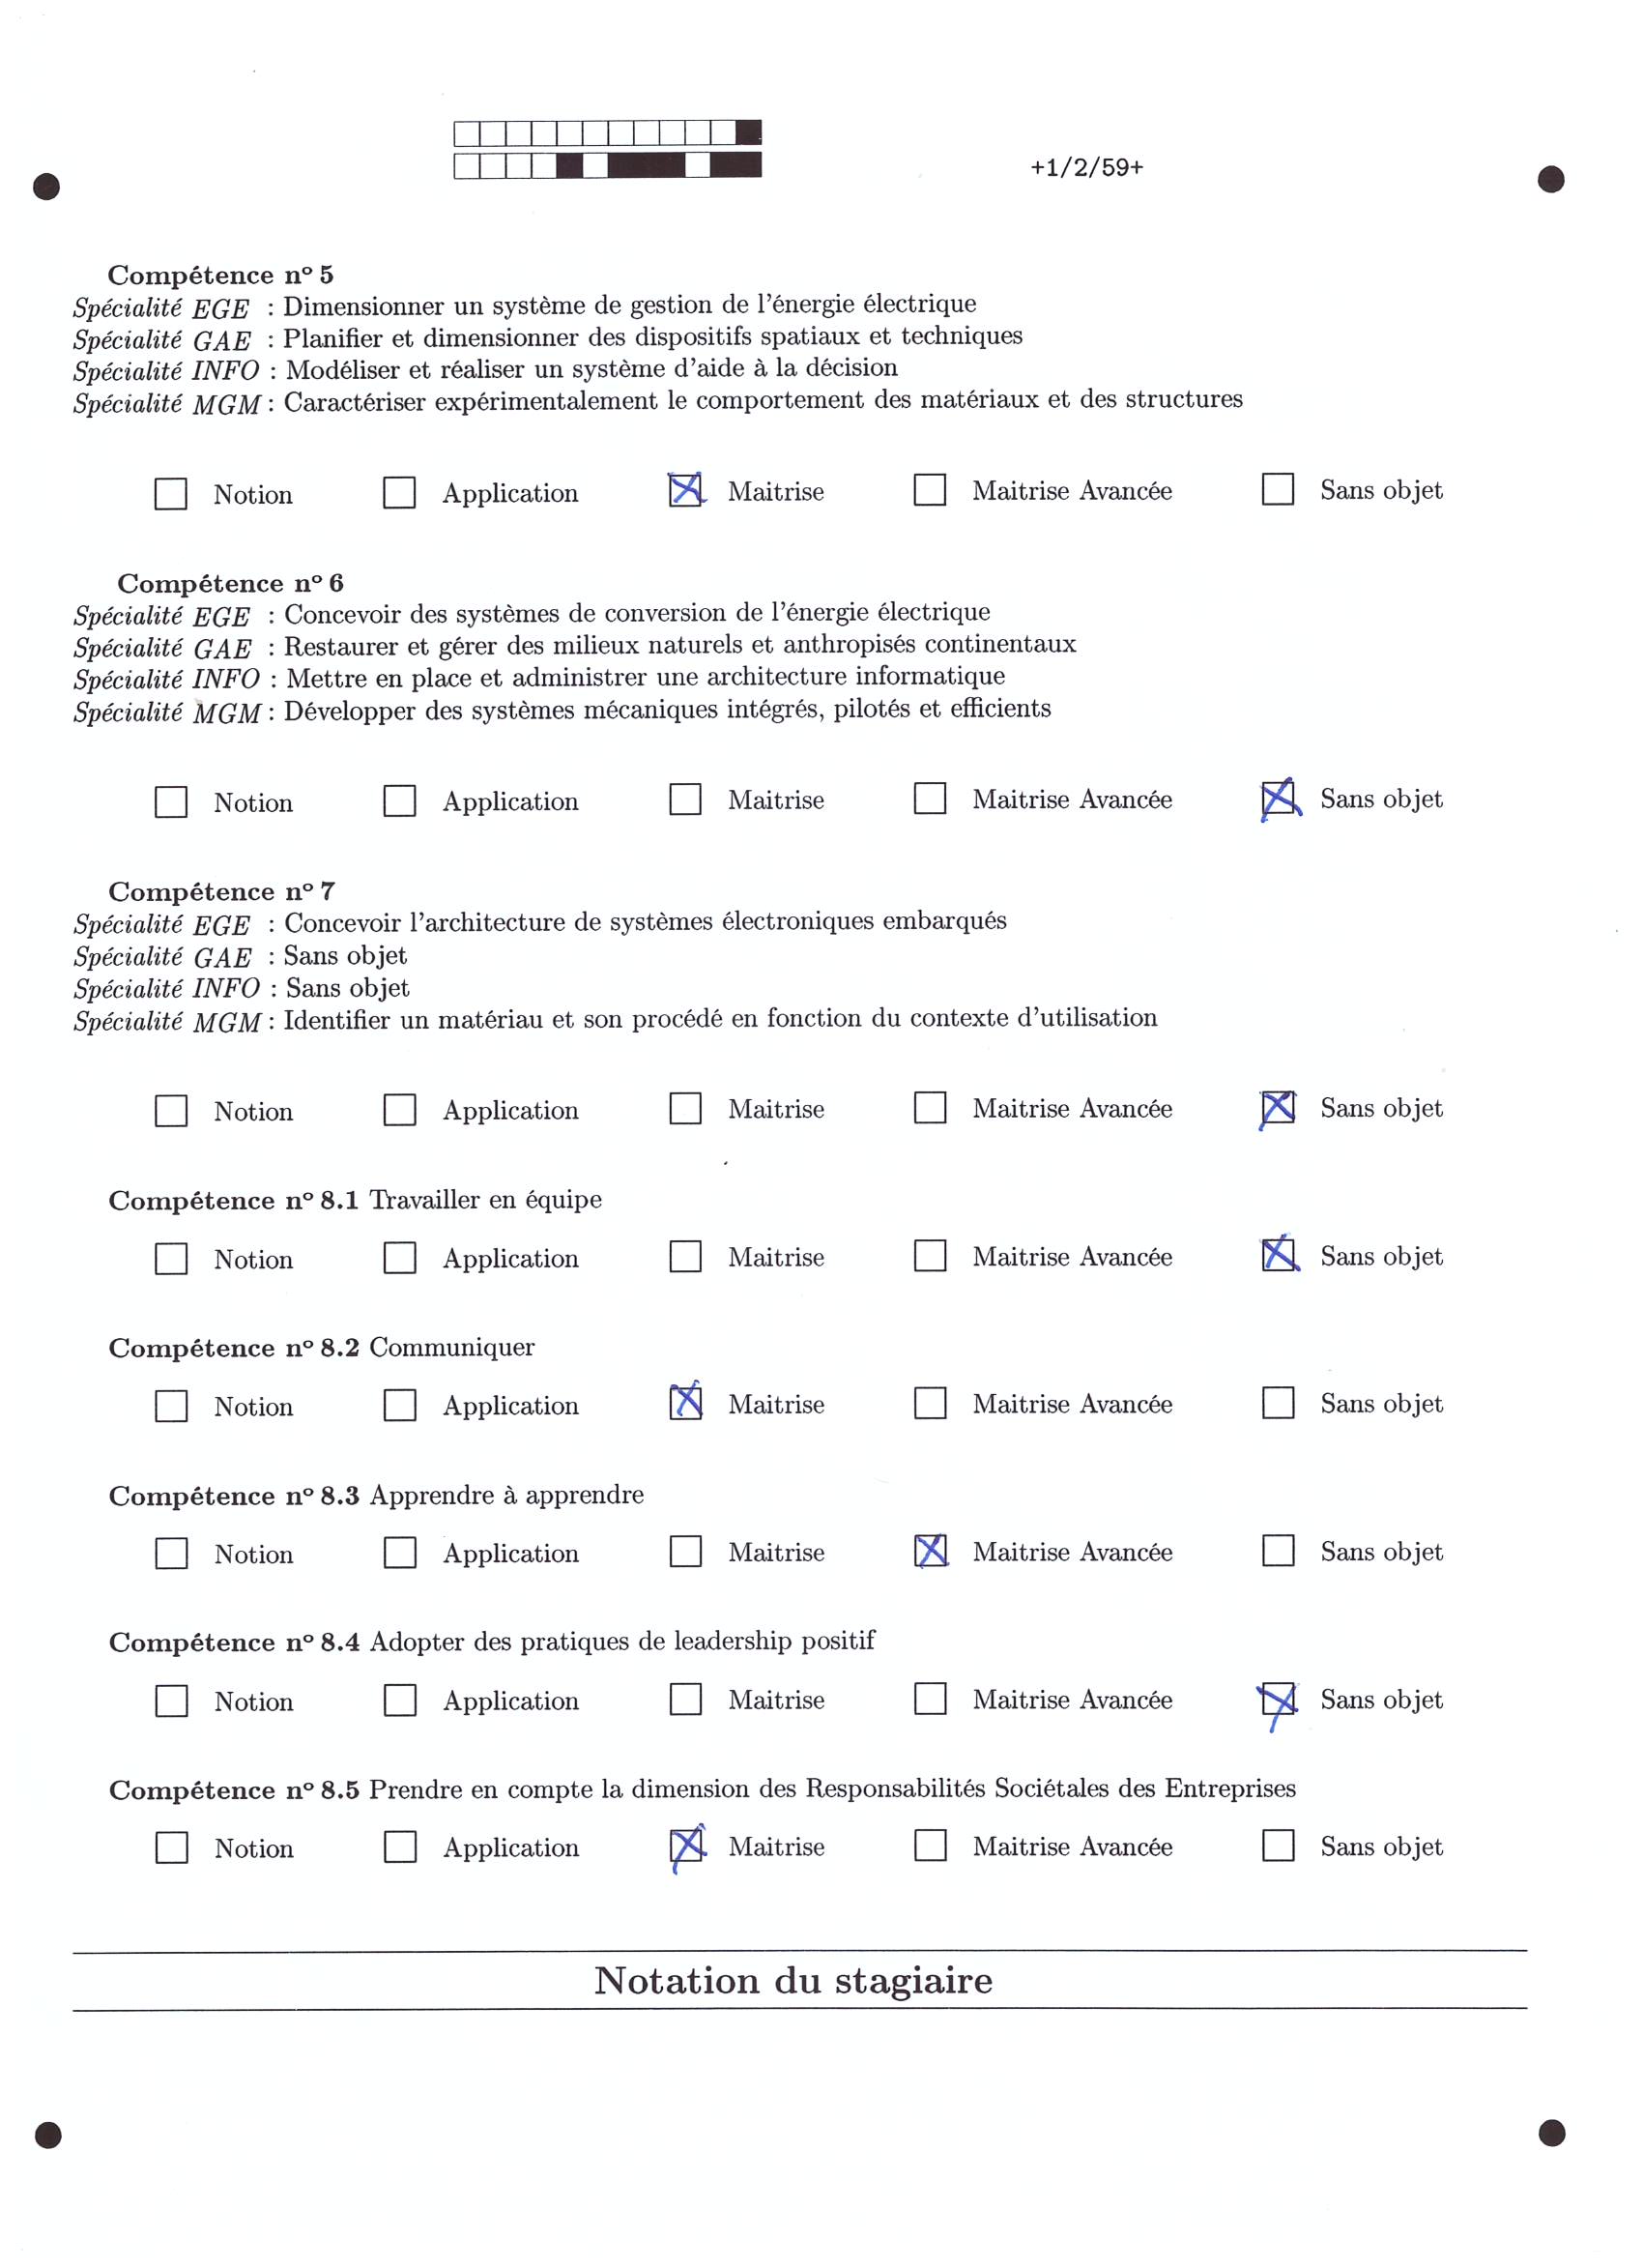 +1/2/59+
Compétence nº 5
Spécialité EGE : Dimensionner un système de gestion de l'énergie électrique
Spécialité GAE : Planifier et dimensionner des dispositifs spatiaux et techniques
Spécialité INFO : Modéliser et réaliser un système d'aide à la décision
Spécialité MGM : Caractériser expérimentalement le comportement des matériaux et des structures
Notion Application Maitrise Maitrise Avancée Sans objet
Compétence nº 6
Spécialité EGE : Concevoir des systèmes de conversion de l'énergie électrique
Spécialité GAE : Restaurer et gérer des milieux naturels et anthropisés continentaux
Spécialité INFO : Mettre en place et administrer une architecture informatique
Spécialité MGM : Développer des systèmes mécaniques intégrés, pilotés et efficients
Notion Application Maitrise Maitrise Avancée Sans objet
Compétence nº 7
Spécialité EGE : Concevoir l'architecture de systèmes électroniques embarqués
Spécialité GAE : Sans objet
Spécialité INFO : Sans objet
Spécialité MGM : Identifier un matériau et son procédé en fonction du contexte d'utilisation
Notion Application Maitrise Maitrise Avancée Sans objet
Compétence nº 8.1 Travailler en équipe
Notion Application Maitrise Maitrise Avancée Sans objet
Compétence nº 8.2 Communiquer
Notion Application Maitrise Maitrise Avancée Sans objet
Compétence nº 8.3 Apprendre à apprendre
Notion Application Maitrise Maitrise Avancée Sans objet
Compétence nº 8.4 Adopter des pratiques de leadership positif
Notion Application Maitrise Maitrise Avancée Sans objet
Compétence nº 8.5 Prendre en compte la dimension des Responsabilités Sociétales des Entreprises
Notion Application Maitrise Maitrise Avancée Sans objet
Notation du stagiaire